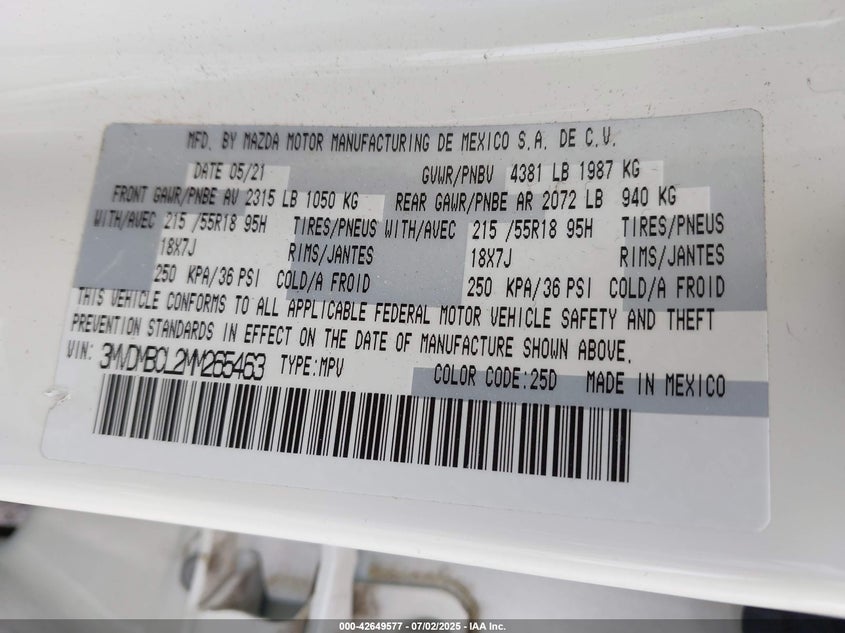 MFD. BY MAZDA MOTOR MANUFACTURING DE MEXICO S.A. DE C.V.
DATE 05/21 GVWR/PNBV 4381 LB 1987 KG
FRONT GAWR/PNBE AV 2315 LB 1050 KG REAR GAWR/PNBE AR 2072 LB 940 KG
WITH/AVEC 215 /55R18 95H TIRES/PNEUS WITH/AVEC 215 /55R18 95H TIRES/PNEUS
18X7J RIMS/JANTES 18X7J RIMS/JANTES
250 KPA/36 PSI COLD/A FROID 250 KPA/36 PSI COLD/A FROID
THIS VEHICLE CONFORMS TO ALL APPLICABLE FEDERAL MOTOR VEHICLE SAFETY AND THEFT
PREVENTION STANDARDS IN EFFECT ON THE DATE OF MANUFACTURE SHOWN ABOVE.
VIN: 3MVDMBCL2MM265463 TYPE:MPV
COLOR CODE:25D MADE IN MEXICO
000-42649577 - 07/02/2025 - IAA Inc.